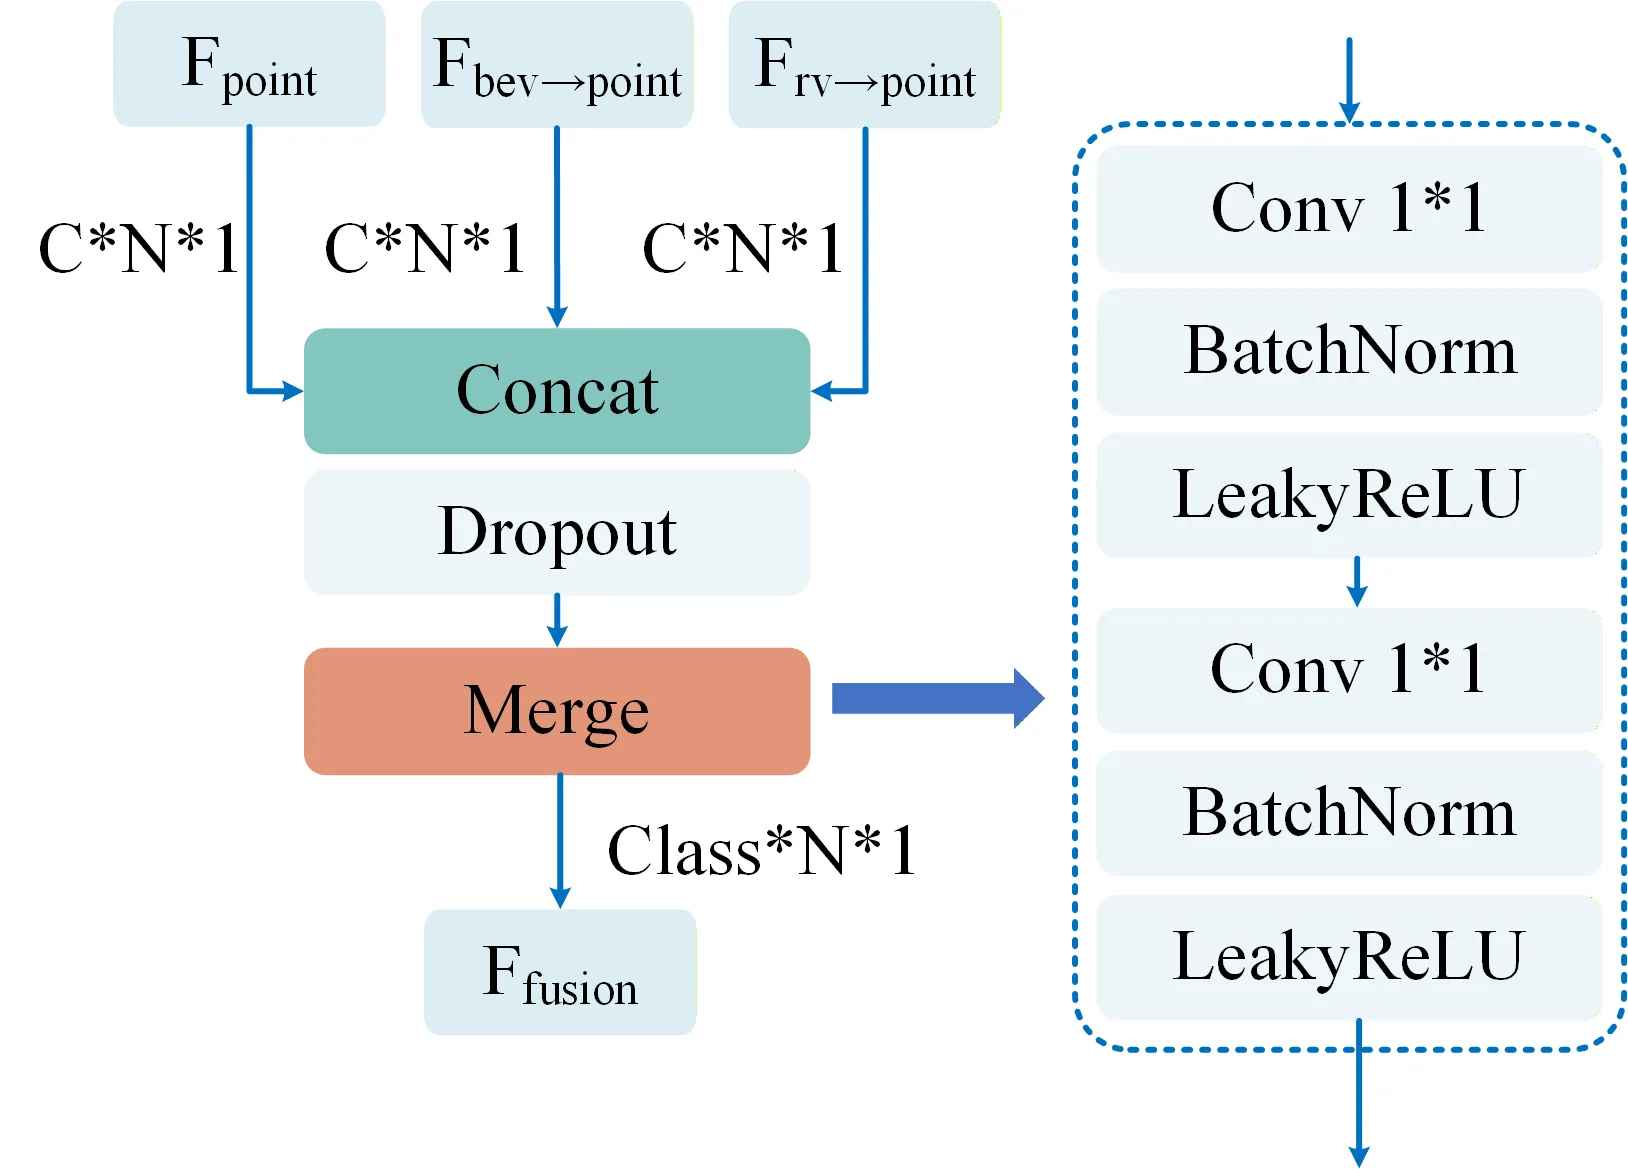 F_point
F_bev→point
F_rv→point
C*N*1
C*N*1
C*N*1
Concat
Dropout
Merge
Class*N*1
F_fusion
Conv 1*1
BatchNorm
LeakyReLU
Conv 1*1
BatchNorm
LeakyReLU